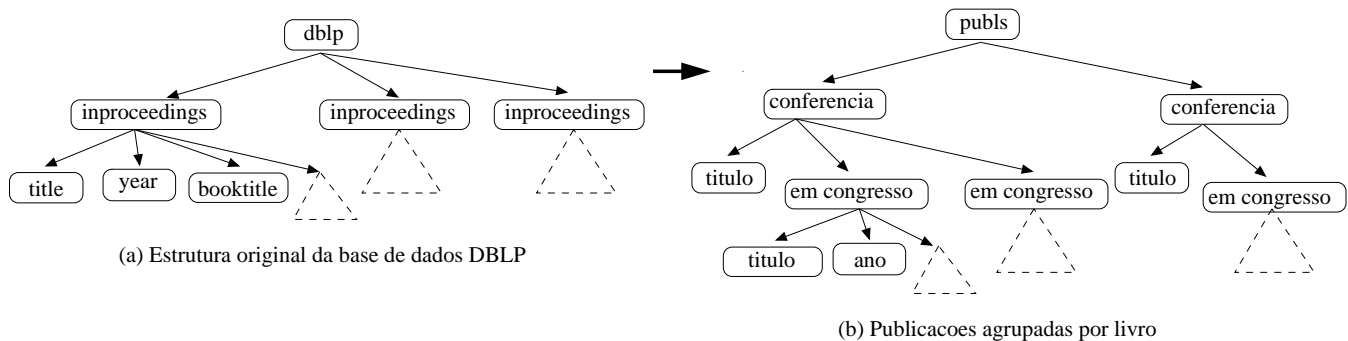 dblp
inproceedings
inproceedings
inproceedings
title
year
booktitle
(a) Estrutura original da base de dados DBLP
publs
conferencia
conferencia
titulo
em congresso
em congresso
titulo
em congresso
titulo
ano
(b) Publicacoes agrupadas por livro